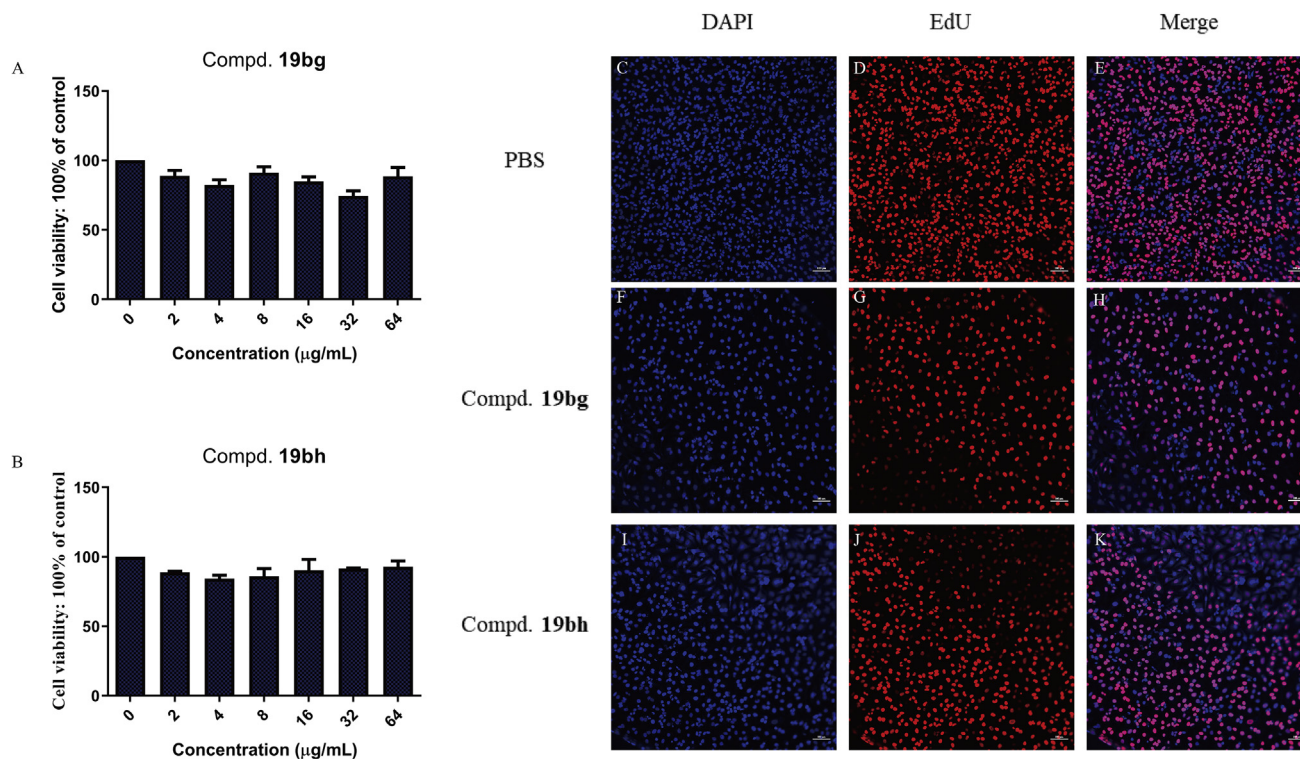 DAPI EdU Merge
A
Compd. 19bg
150
100
50
0
Cell viability: 100% of control
0 2 4 8 16 32 64
Concentration (μg/mL)
B
Compd. 19bh
150
100
50
0
Cell viability: 100% of control
0 2 4 8 16 32 64
Concentration (μg/mL)
PBS
C D E
Compd. 19bg
F G H
Compd. 19bh
I J K